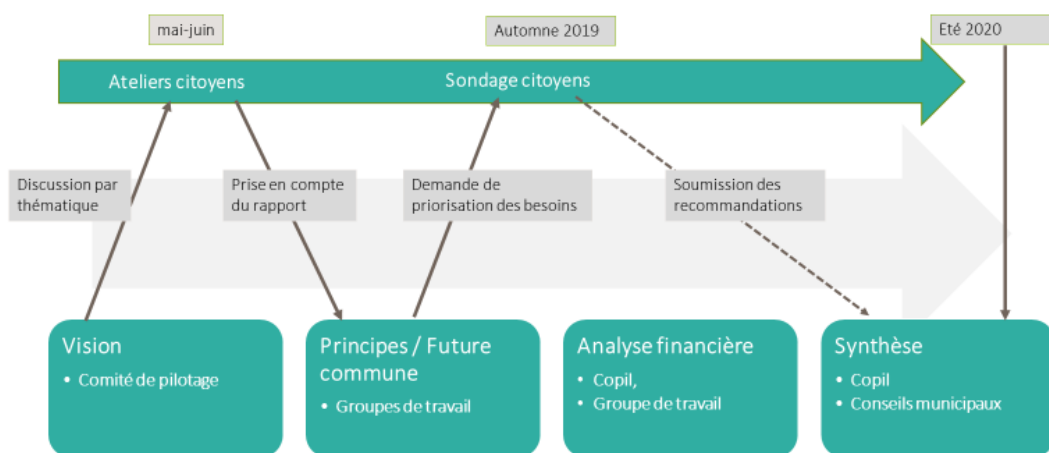 mai-juin
Automne 2019
Eté 2020
Ateliers citoyens
Sondage citoyens
Discussion par
thématique
Prise en compte
du rapport
Demande de
priorisation des besoins
Soumission des
recommandations
Vision
• Comité de pilotage
Principes / Future
commune
• Groupes de travail
Analyse financière
• Copil,
• Groupe de travail
Synthèse
• Copil
• Conseils municipaux